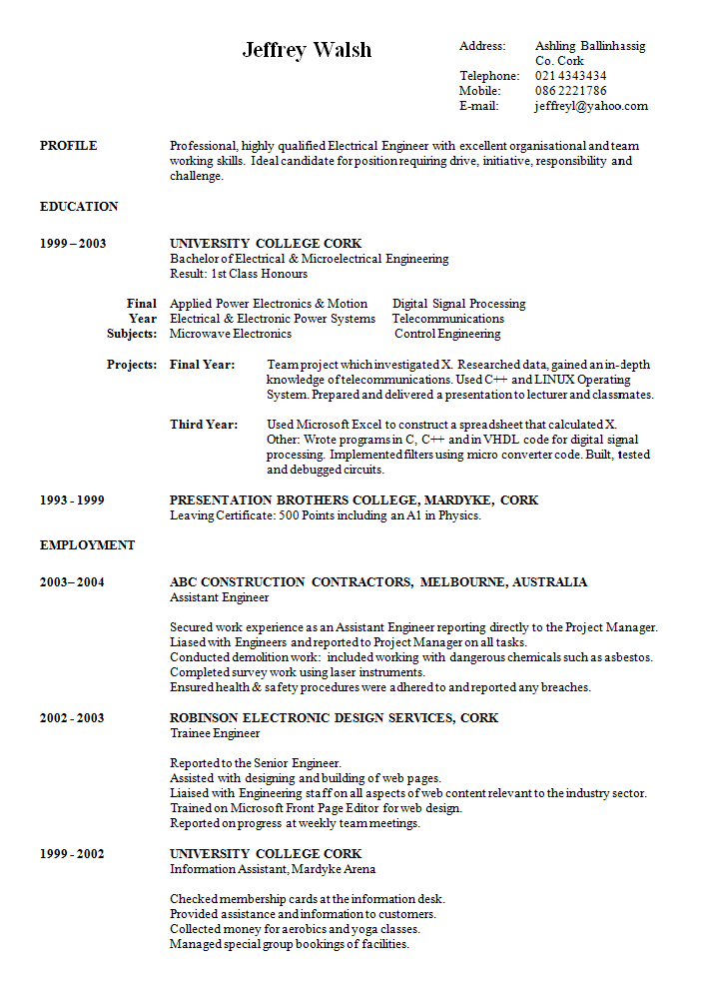 Jeffrey Walsh
Address: Ashling Ballinhassig
Co. Cork
Telephone: 021 4343434
Mobile: 086 2221786
E-mail: jeffreyl@yahoo.com
PROFILE Professional, highly qualified Electrical Engineer with excellent organisational and team
working skills. Ideal candidate for position requiring drive, initiative, responsibility and
challenge.
EDUCATION
1999 – 2003 UNIVERSITY COLLEGE CORK
Bachelor of Electrical & Microelectrical Engineering
Result: 1st Class Honours
Final Applied Power Electronics & Motion Digital Signal Processing
Year Electrical & Electronic Power Systems Telecommunications
Subjects: Microwave Electronics Control Engineering
Projects: Final Year: Team project which investigated X. Researched data, gained an in-depth
knowledge of telecommunications. Used C++ and LINUX Operating
System. Prepared and delivered a presentation to lecturer and classmates.
Third Year: Used Microsoft Excel to construct a spreadsheet that calculated X.
Other: Wrote programs in C, C++ and in VHDL code for digital signal
processing. Implemented filters using micro converter code. Built, tested
and debugged circuits.
1993 - 1999 PRESENTATION BROTHERS COLLEGE, MARDYKE, CORK
Leaving Certificate: 500 Points including an A1 in Physics.
EMPLOYMENT
2003– 2004 ABC CONSTRUCTION CONTRACTORS, MELBOURNE, AUSTRALIA
Assistant Engineer
Secured work experience as an Assistant Engineer reporting directly to the Project Manager.
Liased with Engineers and reported to Project Manager on all tasks.
Conducted demolition work: included working with dangerous chemicals such as asbestos.
Completed survey work using laser instruments.
Ensured health & safety procedures were adhered to and reported any breaches.
2002 - 2003 ROBINSON ELECTRONIC DESIGN SERVICES, CORK
Trainee Engineer
Reported to the Senior Engineer.
Assisted with designing and building of web pages.
Liaised with Engineering staff on all aspects of web content relevant to the industry sector.
Trained on Microsoft Front Page Editor for web design.
Reported on progress at weekly team meetings.
1999 - 2002 UNIVERSITY COLLEGE CORK
Information Assistant, Mardyke Arena
Checked membership cards at the information desk.
Provided assistance and information to customers.
Collected money for aerobics and yoga classes.
Managed special group bookings of facilities.